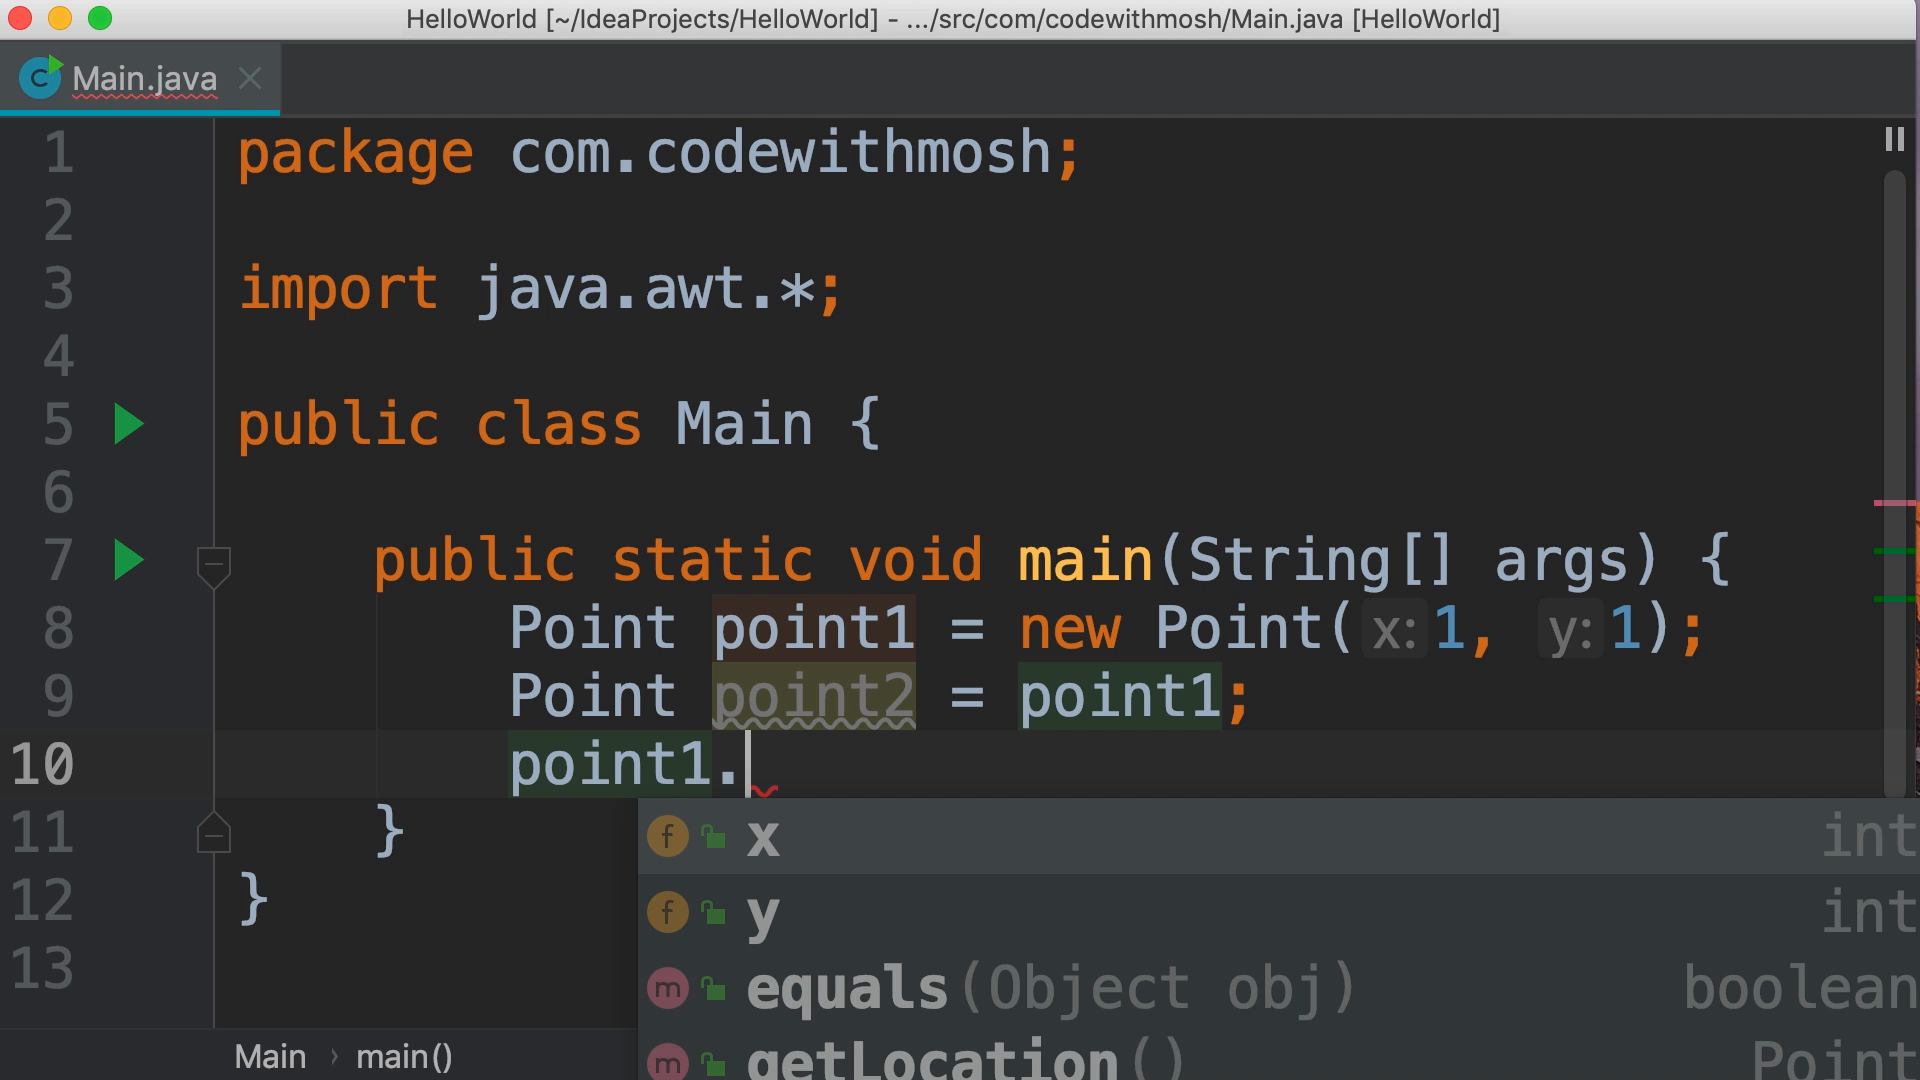 HelloWorld [~/IdeaProjects/HelloWorld] - .../src/com/codewithmosh/Main.java [HelloWorld]
C Main.java
1 package com.codewithmosh;
2
3 import java.awt.*;
4
5 public class Main {
6
7 public static void main(String[] args) {
8 Point point1 = new Point( x: 1, y: 1);
9 Point point2 = point1;
10 point1.
11 }
12 }
13
f x int
f y int
m equals(Object obj) boolean
m getLocation() Point
Main › main()